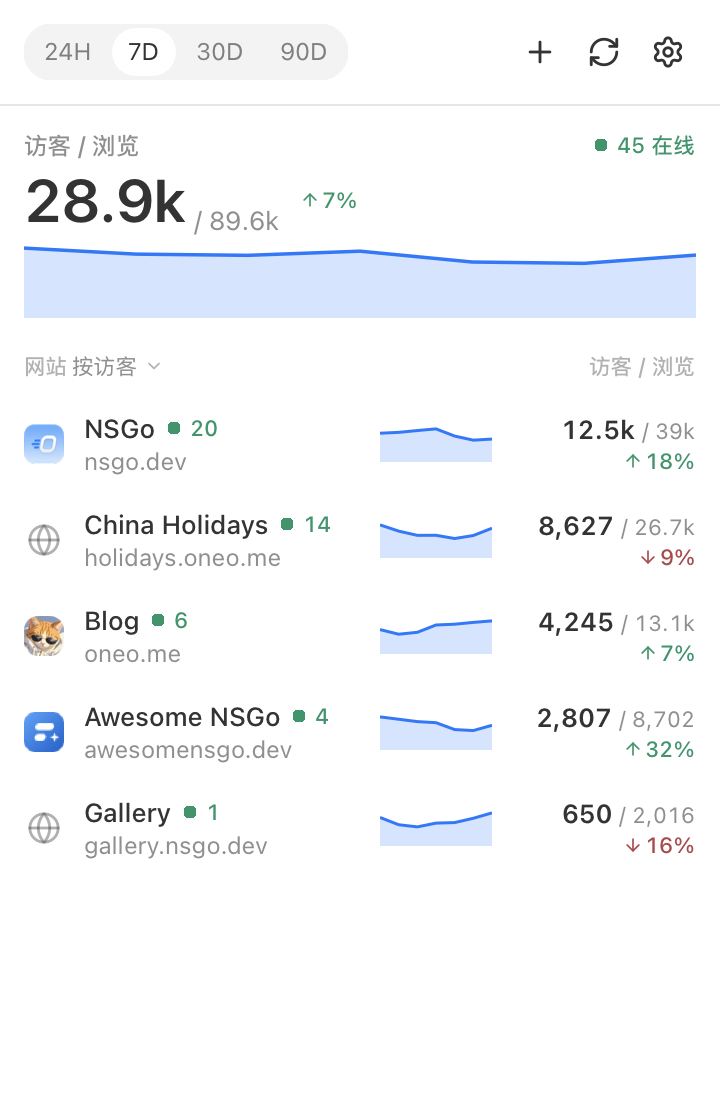 24H 7D 30D 90D
访客 / 浏览 45 在线
28.9k / 89.6k ↑ 7%
网站 按访客 访客 / 浏览
NSGo 20 12.5k / 39k
nsgo.dev ↑ 18%
China Holidays 14 8,627 / 26.7k
holidays.oneo.me ↓ 9%
Blog 6 4,245 / 13.1k
oneo.me ↑ 7%
Awesome NSGo 4 2,807 / 8,702
awesomensgo.dev ↑ 32%
Gallery 1 650 / 2,016
gallery.nsgo.dev ↓ 16%